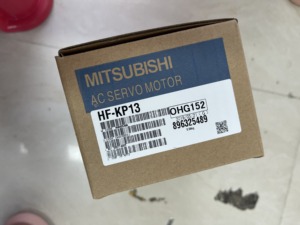 MITSUBISHI
AC SERVO MOTOR
HF-KP13
OHG152
896325489